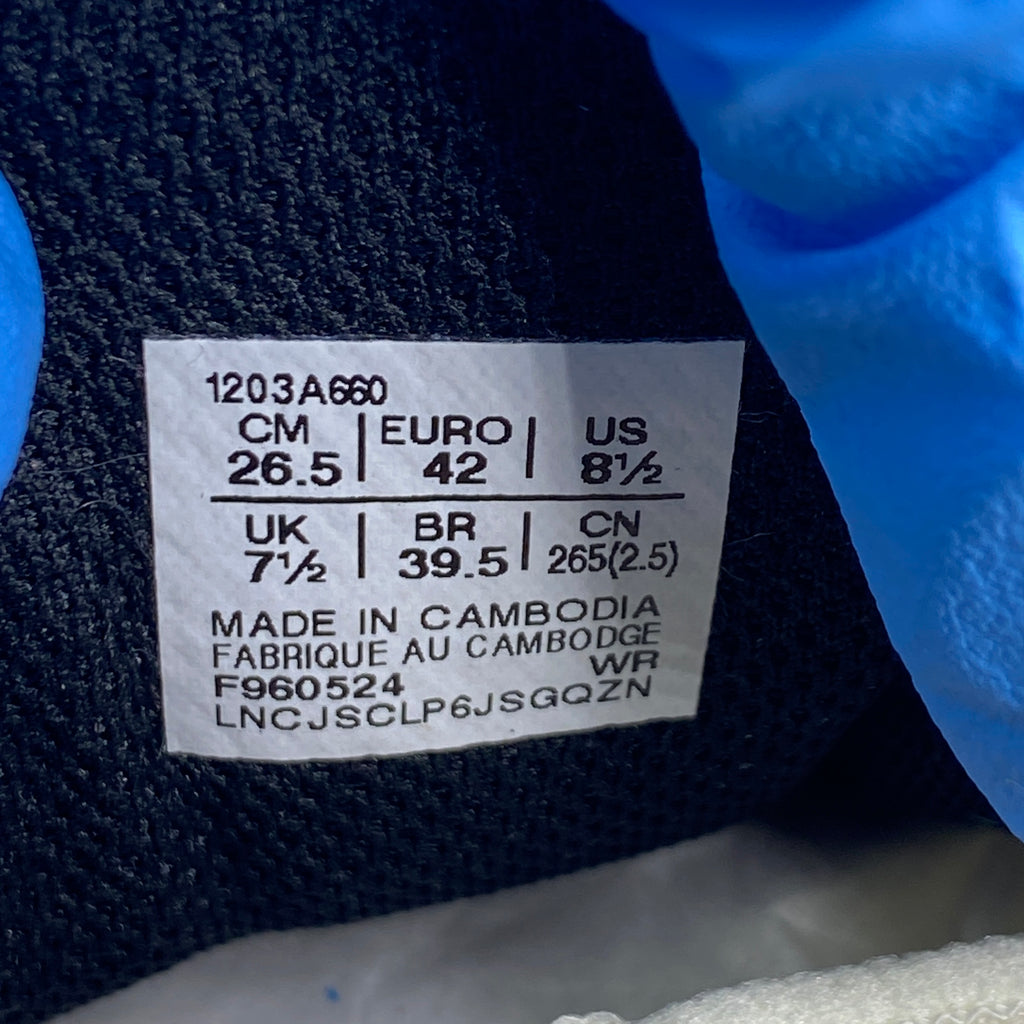 1203A660
CM | EURO | US
26.5 | 42 | 8½
UK | BR | CN
7½ | 39.5 | 265(2.5)
MADE IN CAMBODIA
FABRIQUE AU CAMBODGE
WR
F960524
LNCJSCLP6JSGQZN